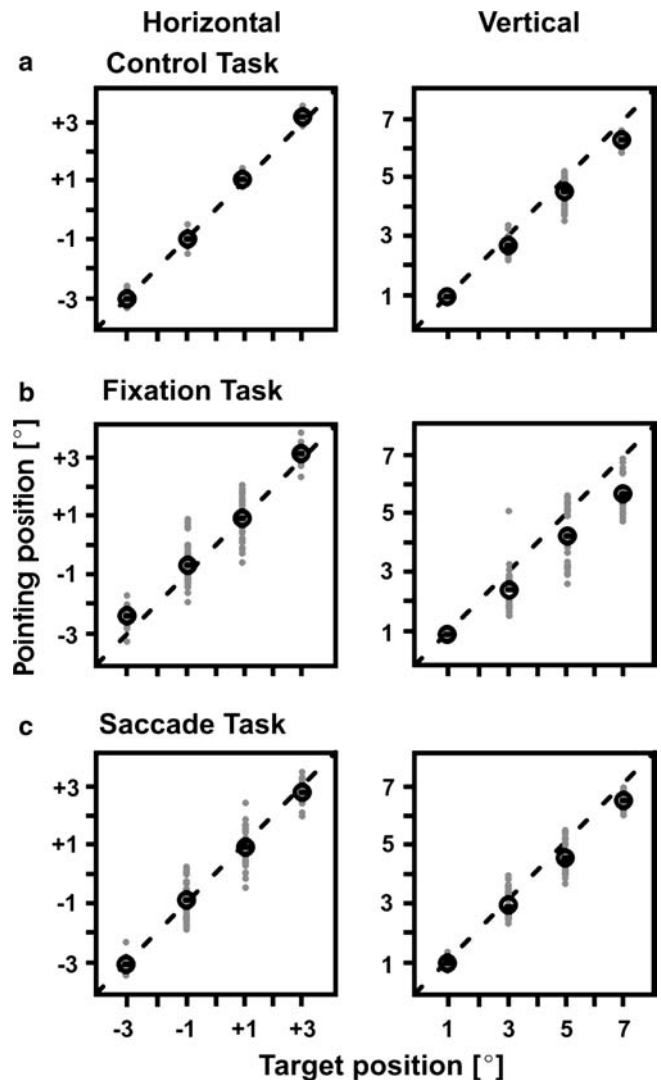 Horizontal Vertical
a Control Task
+3 +1 -1 -3
7 5 3 1
b Fixation Task
Pointing position [°]
+3 +1 -1 -3
7 5 3 1
c Saccade Task
+3 +1 -1 -3
7 5 3 1
-3 -1 +1 +3 1 3 5 7
Target position [°]